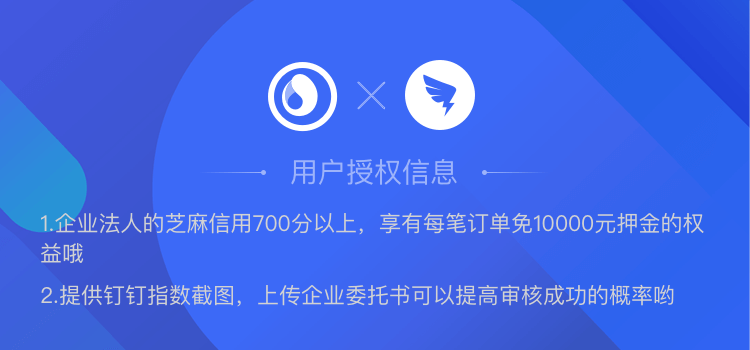 用户授权信息
1.企业法人的芝麻信用700分以上，享有每笔订单免10000元押金的权
益哦
2.提供钉钉指数截图，上传企业委托书可以提高审核成功的概率哟